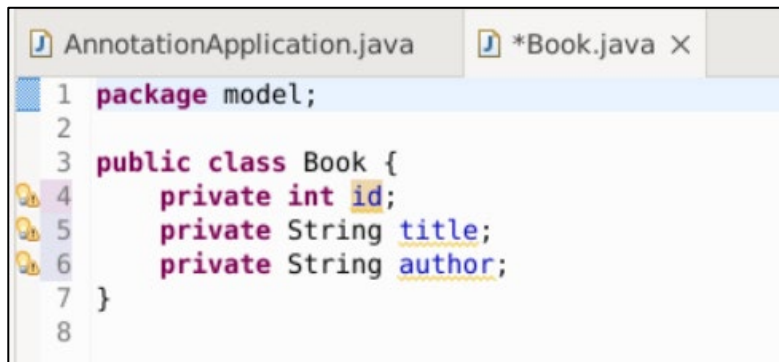 AnnotationApplication.java *Book.java
1 package model;
2
3 public class Book {
4 private int id;
5 private String title;
6 private String author;
7 }
8